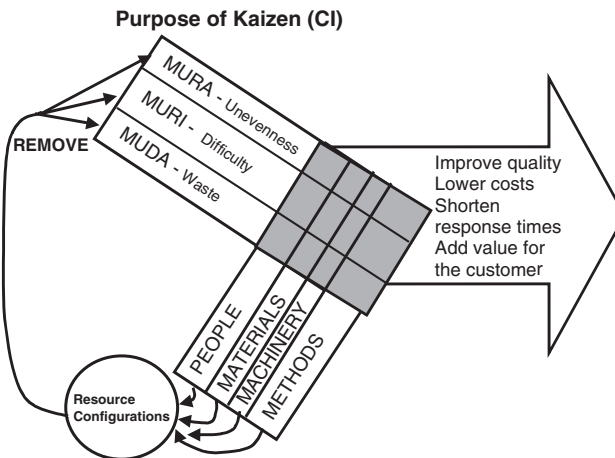 Purpose of Kaizen (CI)
MURA - Unevenness
MURI - Difficulty
MUDA - Waste
REMOVE
Improve quality
Lower costs
Shorten
response times
Add value for
the customer
PEOPLE
MATERIALS
MACHINERY
METHODS
Resource
Configurations